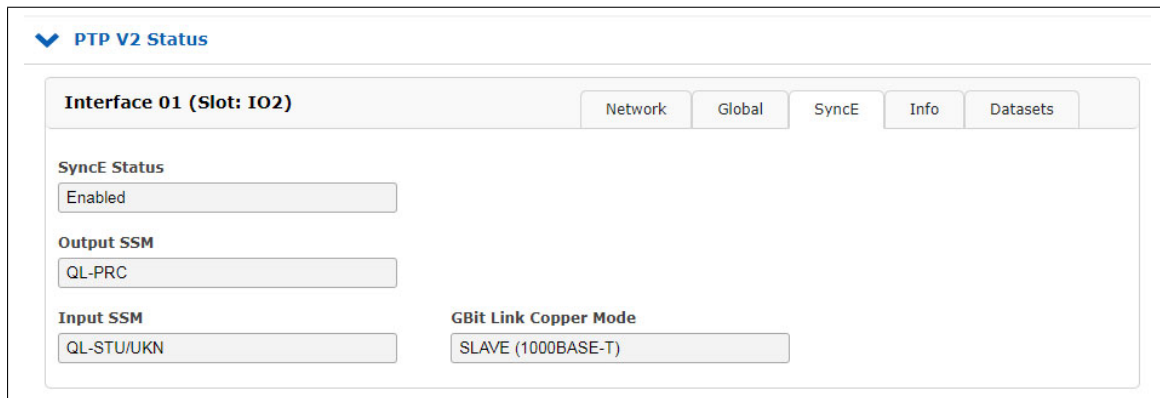 PTP V2 Status
Interface 01 (Slot: IO2)
Network Global SyncE Info Datasets
SyncE Status
Enabled
Output SSM
QL-PRC
Input SSM GBit Link Copper Mode
QL-STU/UKN SLAVE (1000BASE-T)